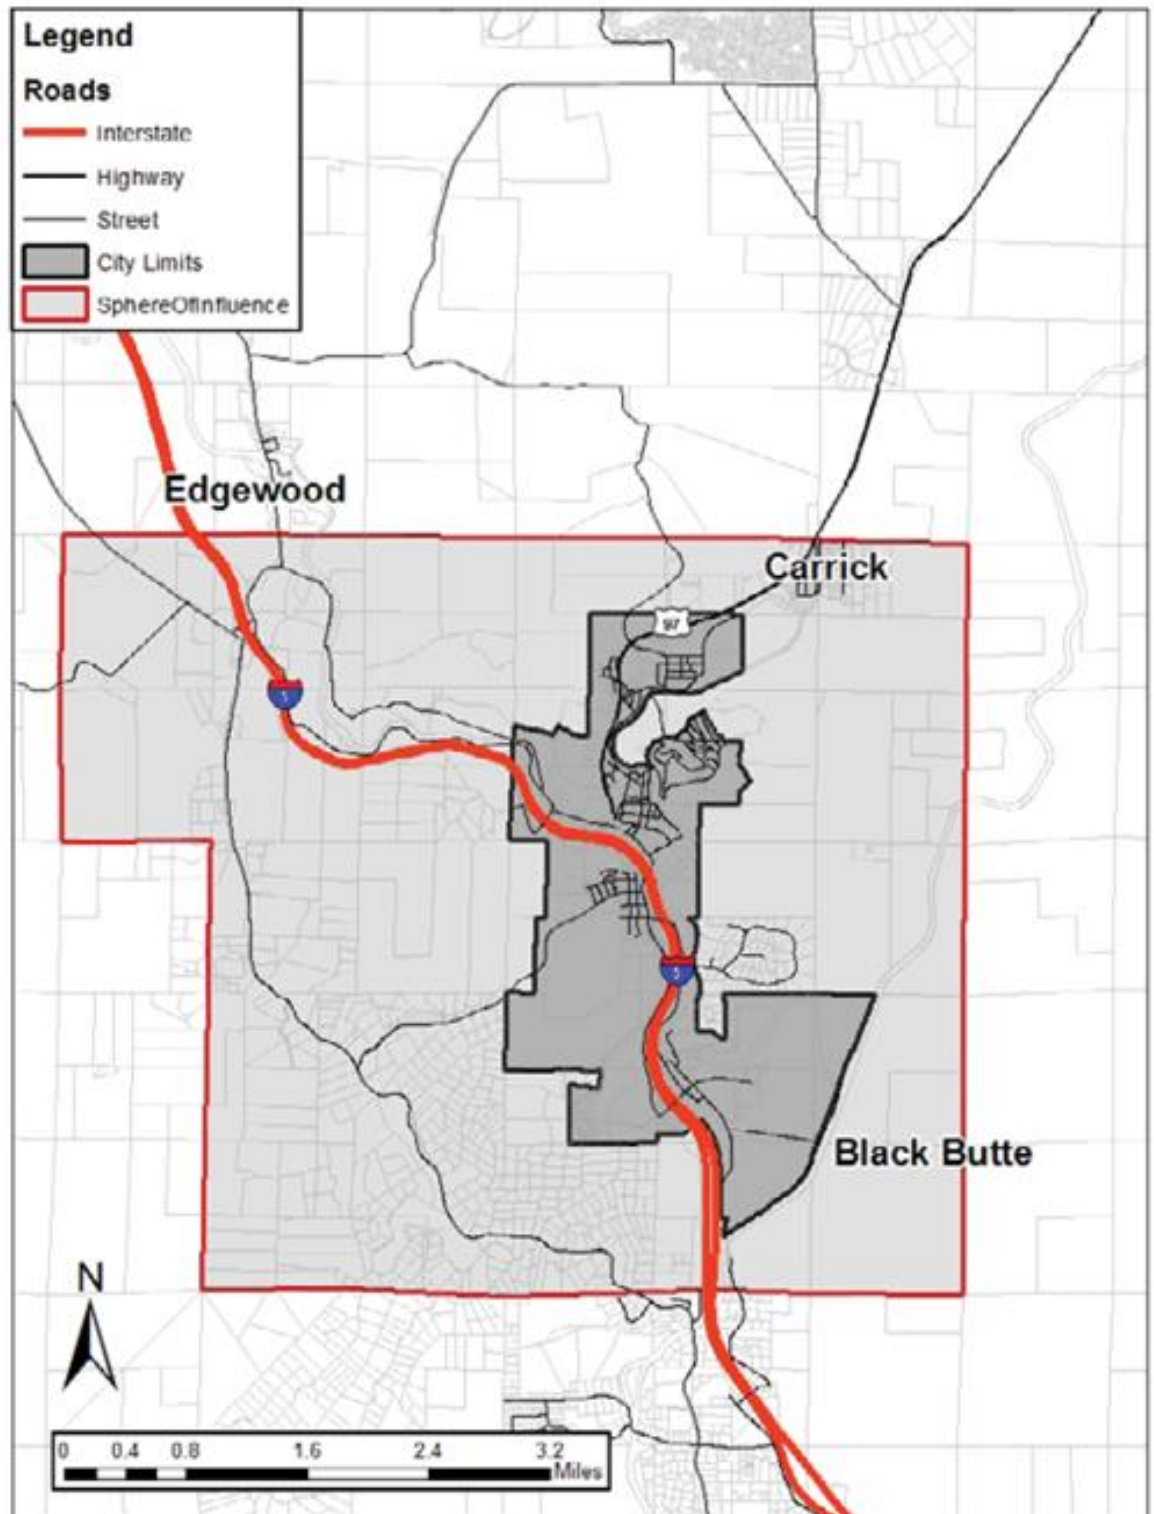 Legend
Roads
Interstate
Highway
Street
City Limits
SphereOfInfluence
Edgewood
Carrick
97
5
5
Black Butte
N
0 0.4 0.8 1.6 2.4 3.2
Miles